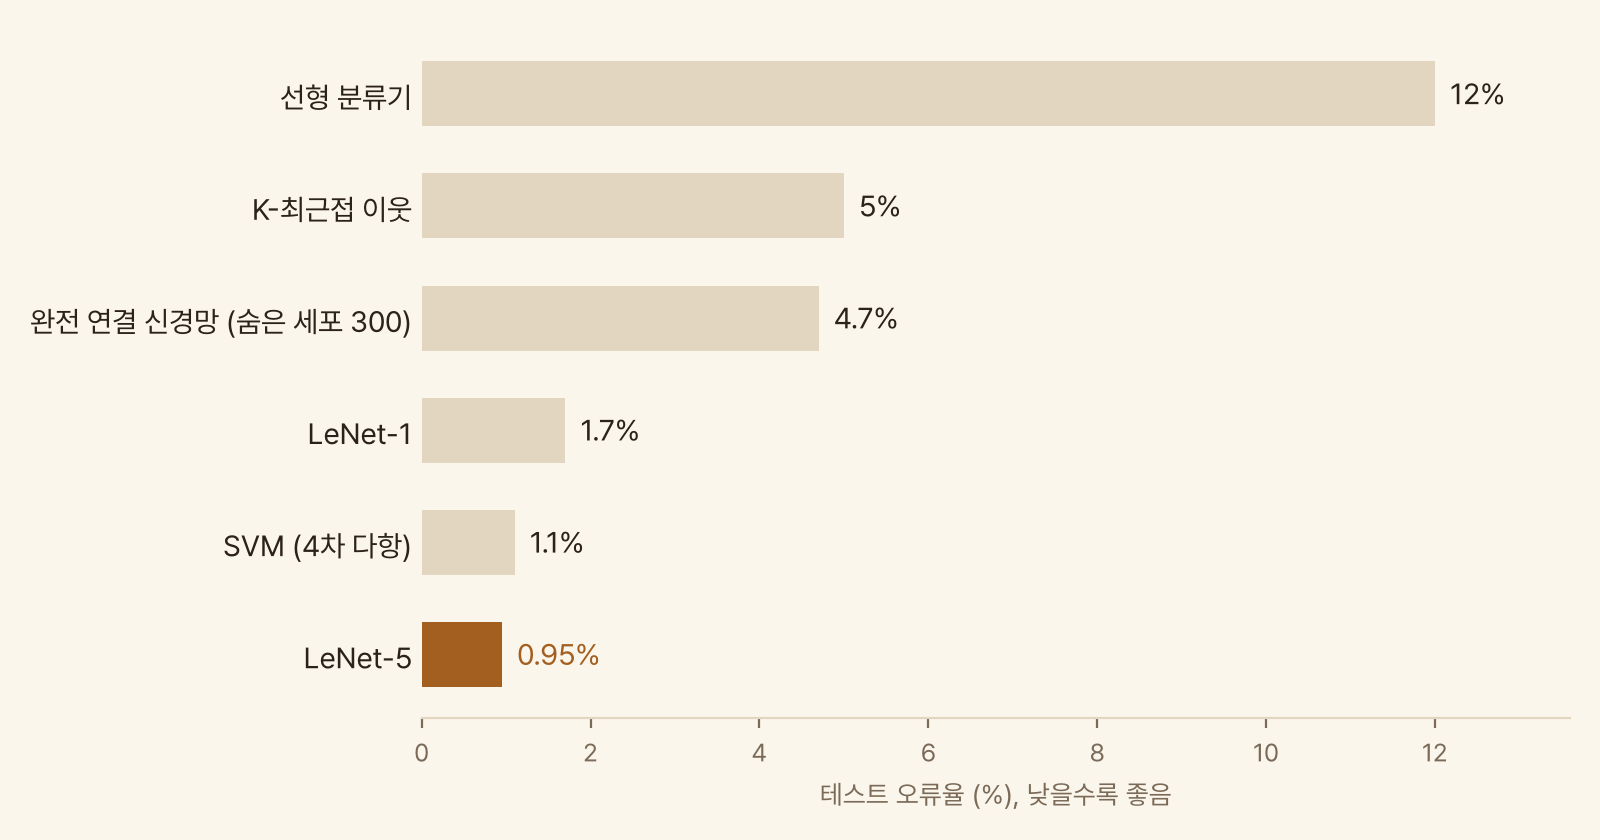 선형 분류기
12%
K-최근접 이웃
5%
완전 연결 신경망 (숨은 세포 300)
4.7%
LeNet-1
1.7%
SVM (4차 다항)
1.1%
LeNet-5
0.95%
0 2 4 6 8 10 12
테스트 오류율 (%), 낮을수록 좋음